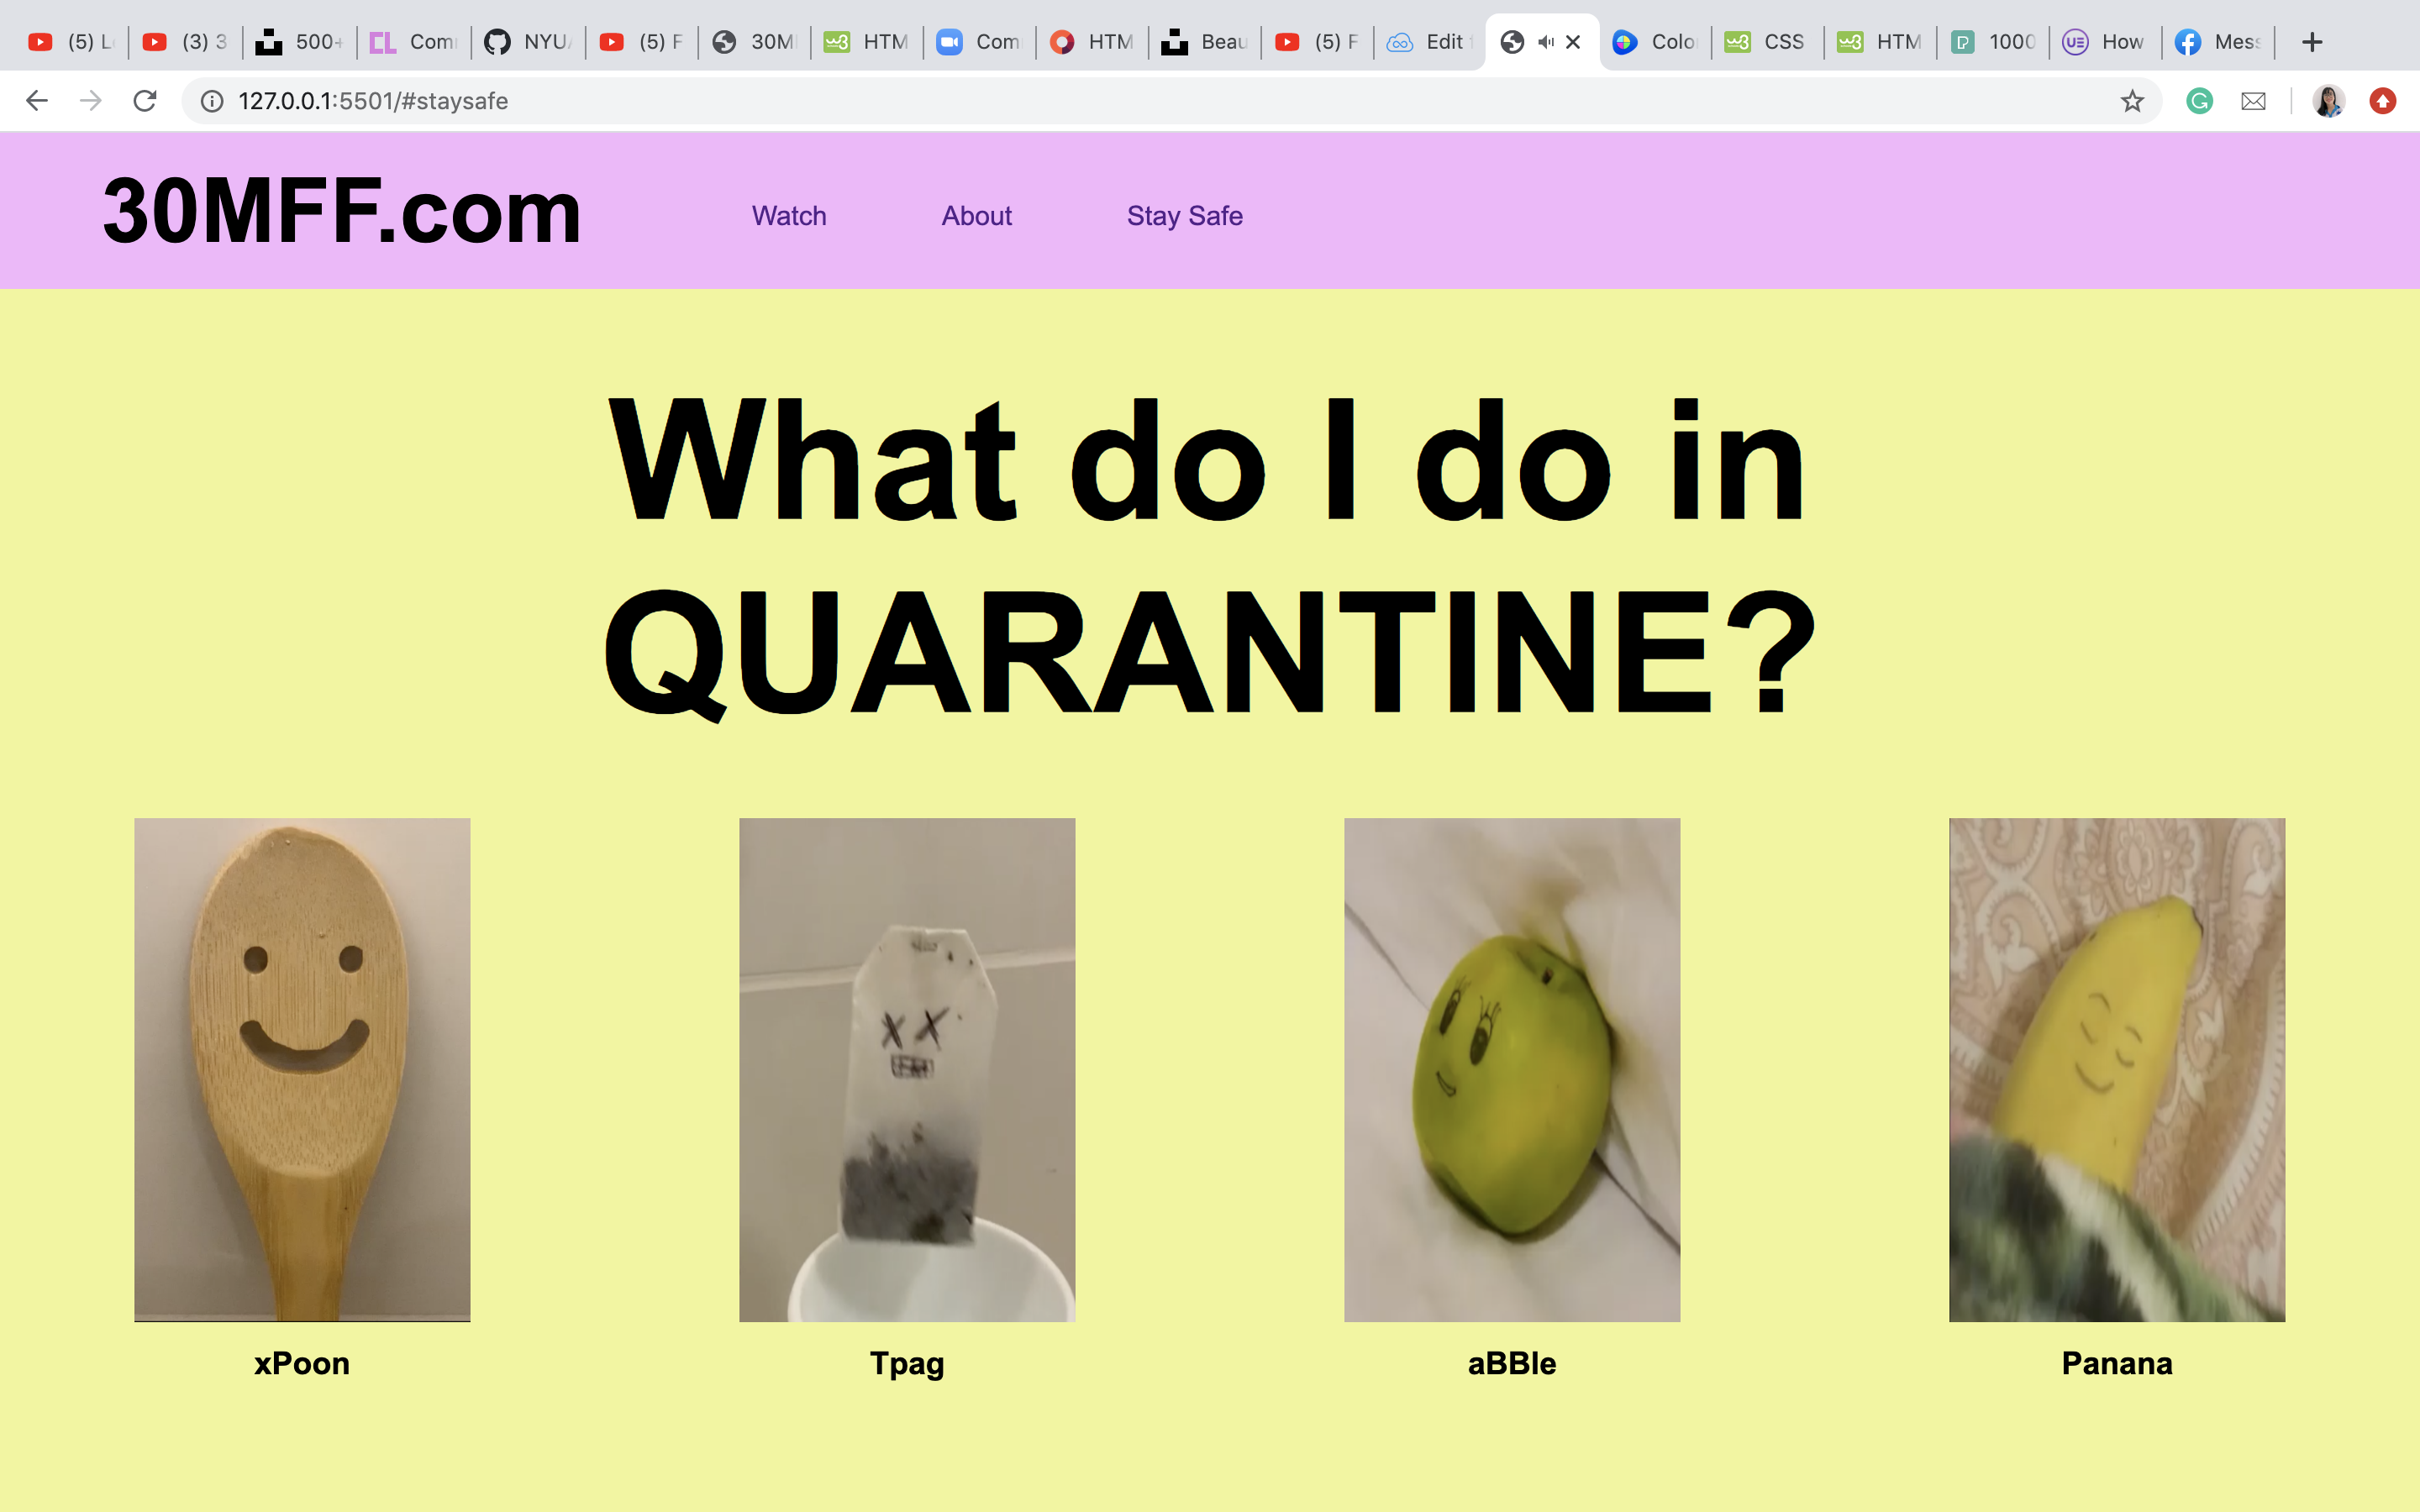 (5) L
(3) 3
500+
Com
NYU
(5) F
30M
HTM
Com
HTM
Beau
(5) F
Edit
Colo
CSS
HTM
1000
How
Mess
127.0.0.1:5501/#staysafe
30MFF.com
Watch
About
Stay Safe
What do I do in
QUARANTINE?
xPoon
Tpag
aBBle
Panana